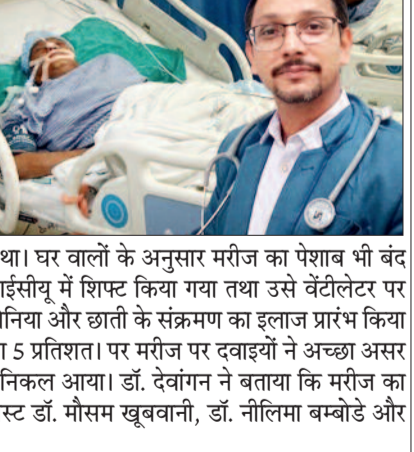 था। घर वालों के अनुसार मरीज का पेशाब भी बंद
आईसीयू में शिफ्ट किया गया तथा उसे वेंटीलेटर पर
और छाती के संक्रमण का इलाज प्रारंभ किया
5 प्रतिशत। पर मरीज पर दवाइयों ने अच्छा असर
निकल आया। डॉ. देवांगन ने बताया कि मरीज का
डॉ. मौसम खूबवानी, डॉ. नीलिमा बम्बोडे और